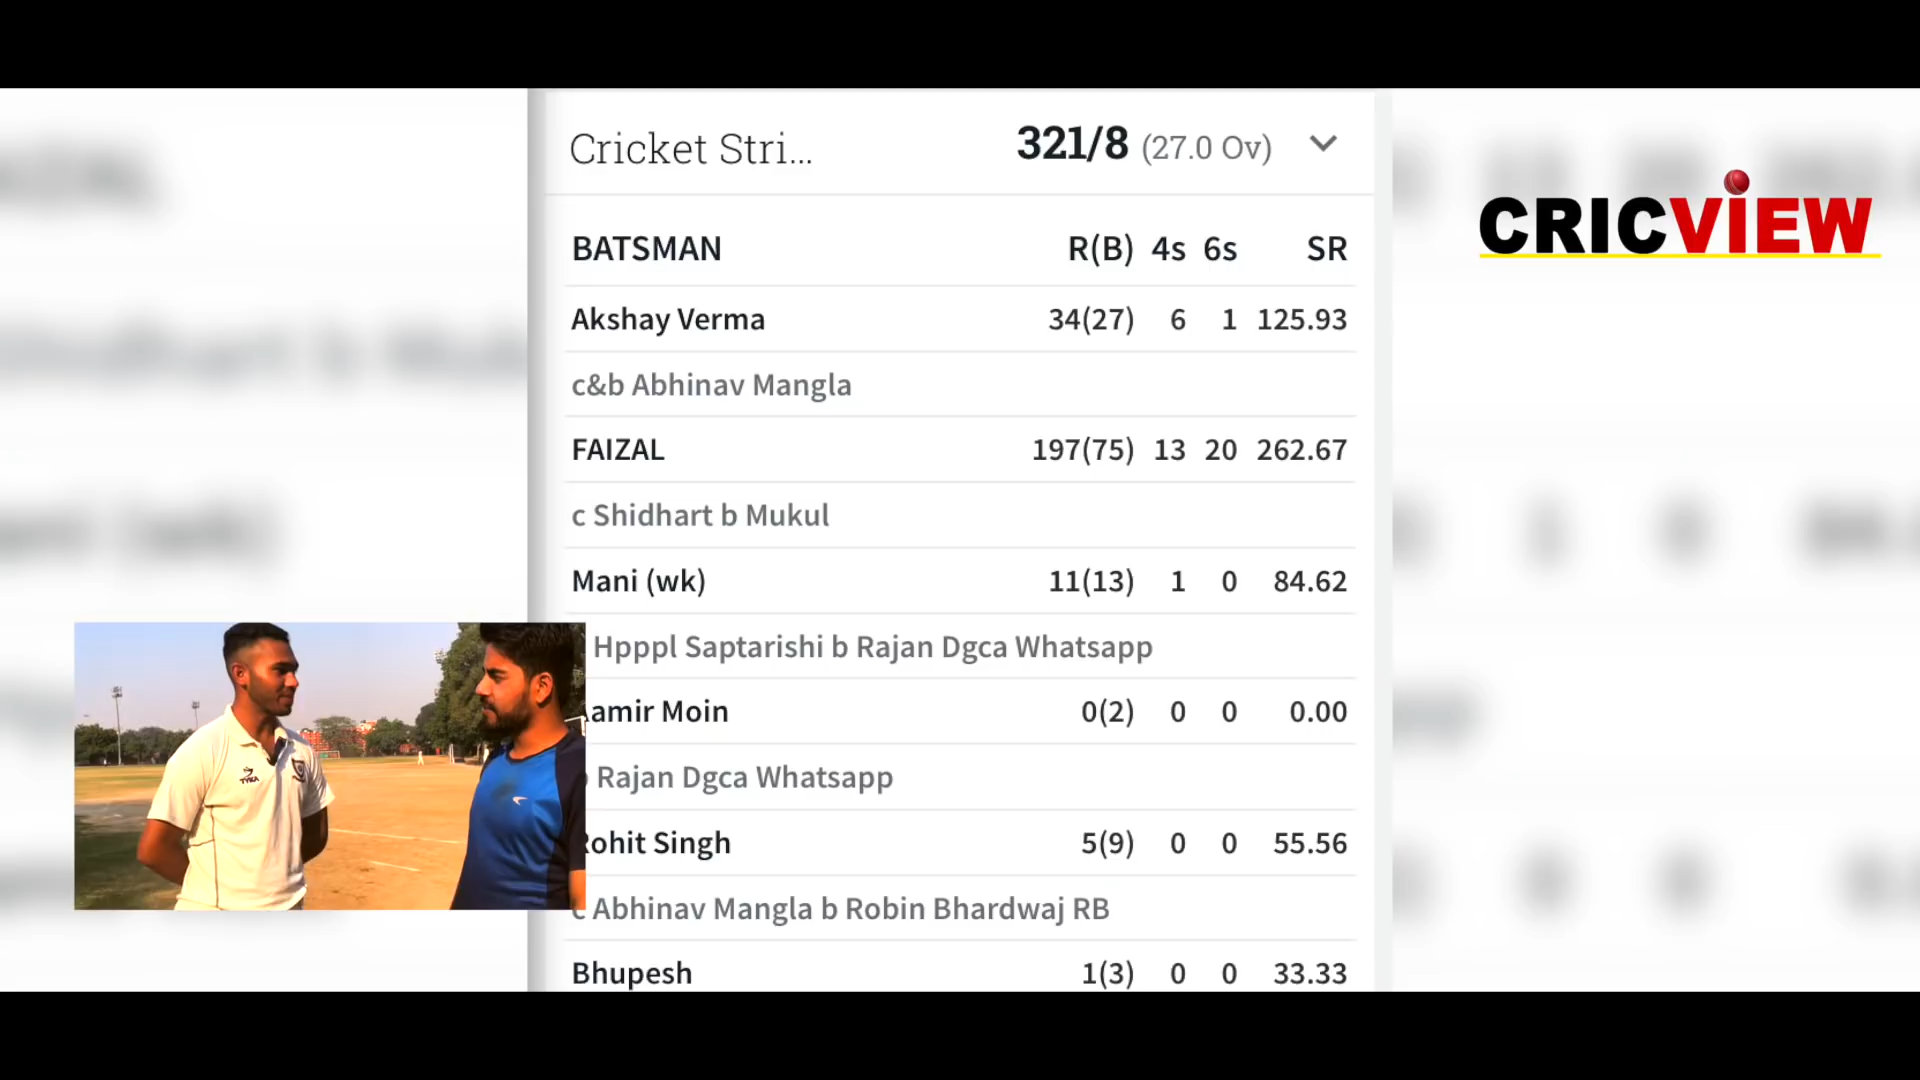 Cricket Stri... 321/8 (27.0 Ov)
CRICVIEW
BATSMAN R(B) 4s 6s SR
Akshay Verma 34(27) 6 1 125.93
c&b Abhinav Mangla
FAIZAL 197(75) 13 20 262.67
c Shidhart b Mukul
Mani (wk) 11(13) 1 0 84.62
Hpppl Saptarishi b Rajan Dgca Whatsapp
amir Moin 0(2) 0 0 0.00
Rajan Dgca Whatsapp
ohit Singh 5(9) 0 0 55.56
c Abhinav Mangla b Robin Bhardwaj RB
Bhupesh 1(3) 0 0 33.33
TYKA